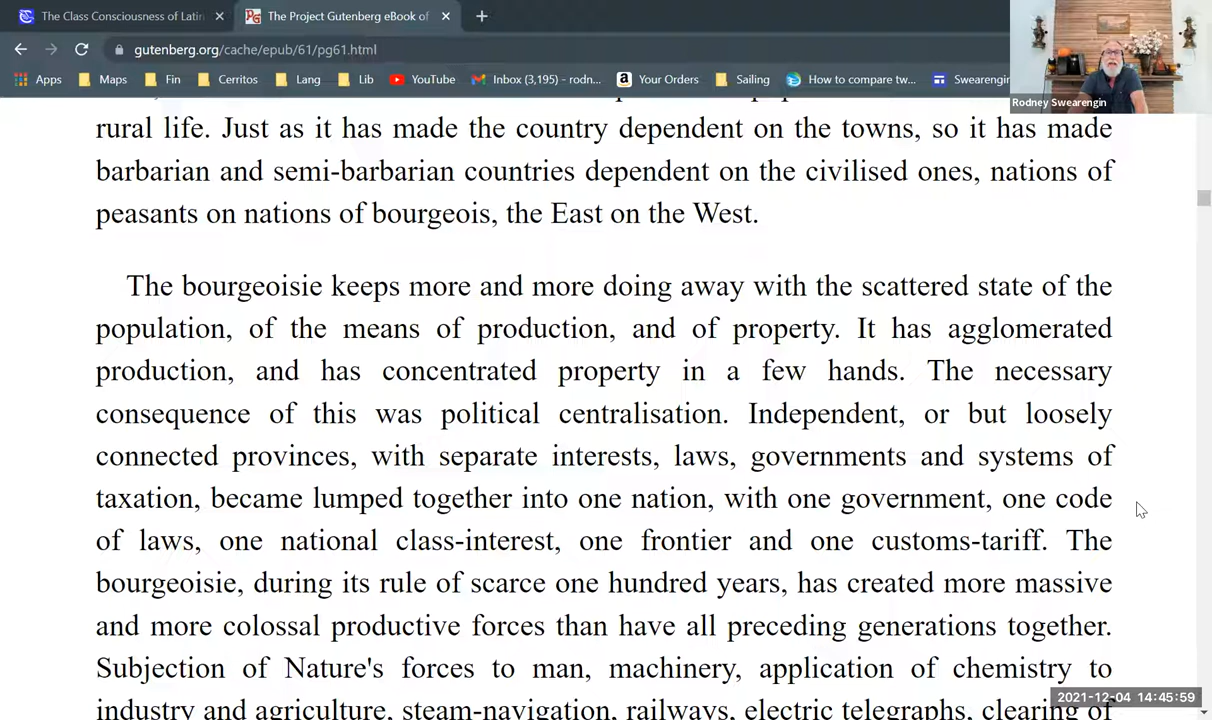 The Class Consciousness of Latin
The Project Gutenberg eBook of
gutenberg.org/cache/epub/61/pg61.html
Apps Maps Fin Cerritos Lang Lib YouTube Inbox (3,195) – rodn... Your Orders Sailing How to compare tw... Swearengin
Rodney Swearengin
rural life. Just as it has made the country dependent on the towns, so it has made
barbarian and semi-barbarian countries dependent on the civilised ones, nations of
peasants on nations of bourgeois, the East on the West.
The bourgeoisie keeps more and more doing away with the scattered state of the
population, of the means of production, and of property. It has agglomerated
production, and has concentrated property in a few hands. The necessary
consequence of this was political centralisation. Independent, or but loosely
connected provinces, with separate interests, laws, governments and systems of
taxation, became lumped together into one nation, with one government, one code
of laws, one national class-interest, one frontier and one customs-tariff. The
bourgeoisie, during its rule of scarce one hundred years, has created more massive
and more colossal productive forces than have all preceding generations together.
Subjection of Nature's forces to man, machinery, application of chemistry to
industry and agriculture, steam-navigation, railways, electric telegraphs, clearing of
2021-12-04 14:45:59